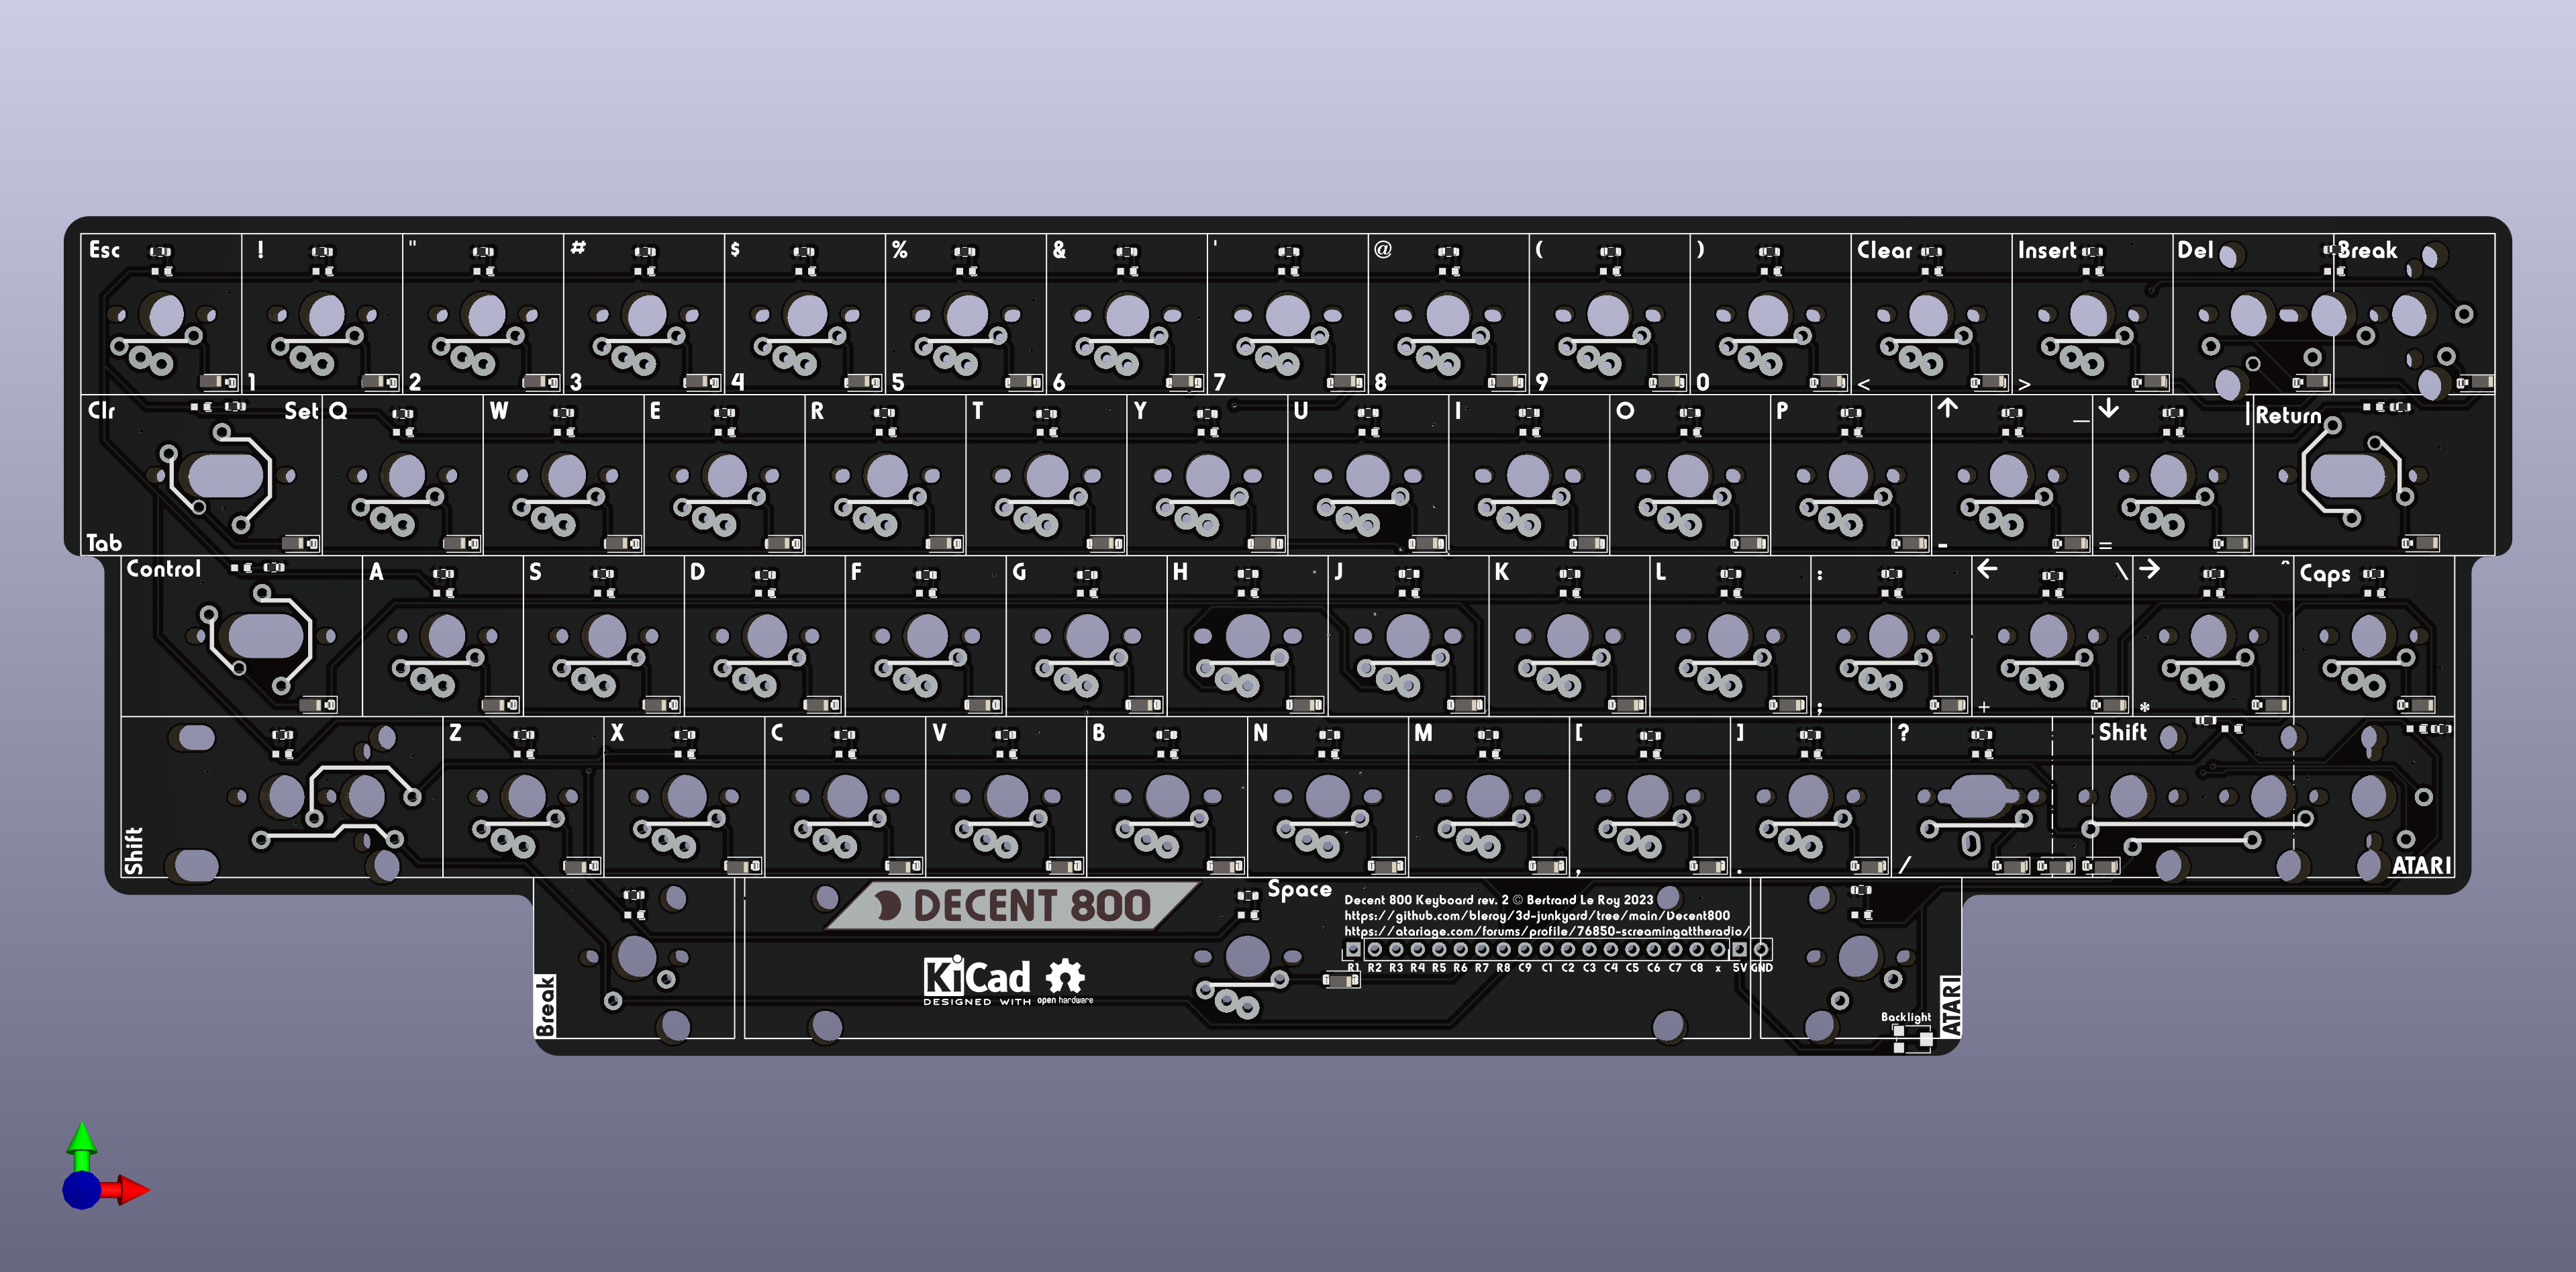 Esc ! " # $ % & ' @ ( ) Clear Insert Del Break
1 2 3 4 5 6 7 8 9 0 < >
Clr Set Q W E R T Y U I O P ↑ _ ↓ | Return
Tab - =
Control A S D F G H J K L : ← \ → ^ Caps
; + *
Z X C V B N M [ ] ? Shift
Shift , . / ATARI
DECENT 800
Space
Decent 800 Keyboard rev. 2 © Bertrand Le Roy 2023
https://github.com/bleroy/3d-junkyard/tree/main/Decent800
https://atariage.com/forums/profile/76850-screamingattheradio/
R1 R2 R3 R4 R5 R6 R7 R8 C9 C1 C2 C3 C4 C5 C6 C7 C8 x 5V GND
KiCad
DESIGNED WITH open hardware
Break
Backlight
ATARI